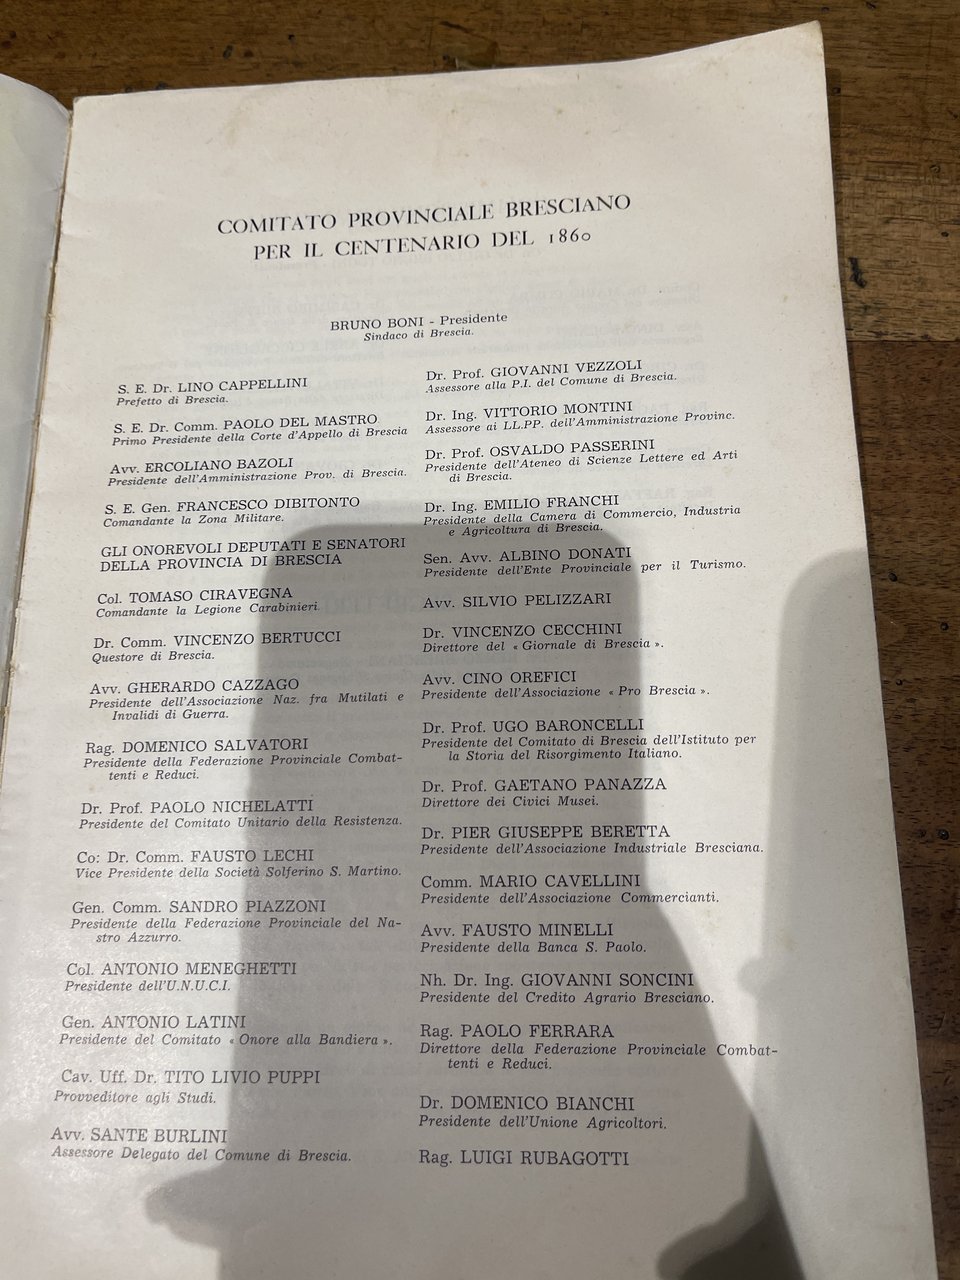 COMITATO PROVINCIALE BRESCIANO
PER IL CENTENARIO DEL 1860
BRUNO BONI - Presidente
Sindaco di Brescia.
S. E. Dr. LINO CAPPELLINI
Prefetto di Brescia.
S. E. Dr. Comm. PAOLO DEL MASTRO
Primo Presidente della Corte d'Appello di Brescia
Avv. ERCOLIANO BAZOLI
Presidente dell'Amministrazione Prov. di Brescia.
S. E. Gen. FRANCESCO DIBITONTO
Comandante la Zona Militare.
GLI ONOREVOLI DEPUTATI E SENATORI
DELLA PROVINCIA DI BRESCIA
Col. TOMASO CIRAVEGNA
Comandante la Legione Carabinieri.
Dr. Comm. VINCENZO BERTUCCI
Questore di Brescia.
Avv. GHERARDO CAZZAGO
Presidente dell'Associazione Naz. fra Mutilati e
Invalidi di Guerra.
Rag. DOMENICO SALVATORI
Presidente della Federazione Provinciale Combat-
tenti e Reduci.
Dr. Prof. PAOLO NICHELATTI
Presidente del Comitato Unitario della Resistenza.
Co: Dr. Comm. FAUSTO LECHI
Vice Presidente della Società Solferino S. Martino.
Gen. Comm. SANDRO PIAZZONI
Presidente della Federazione Provinciale del Na-
stro Azzurro.
Col. ANTONIO MENEGHETTI
Presidente dell'U.N.U.C.I.
Gen. ANTONIO LATINI
Presidente del Comitato « Onore alla Bandiera ».
Cav. Uff. Dr. TITO LIVIO PUPPI
Provveditore agli Studi.
Avv. SANTE BURLINI
Assessore Delegato del Comune di Brescia.
Dr. Prof. GIOVANNI VEZZOLI
Assessore alla P.I. del Comune di Brescia.
Dr. Ing. VITTORIO MONTINI
Assessore ai LL.PP. dell'Amministrazione Provinc.
Dr. Prof. OSVALDO PASSERINI
Presidente dell'Ateneo di Scienze Lettere ed Arti
di Brescia.
Dr. Ing. EMILIO FRANCHI
Presidente della Camera di Commercio, Industria
e Agricoltura di Brescia.
Sen. Avv. ALBINO DONATI
Presidente dell'Ente Provinciale per il Turismo.
Avv. SILVIO PELIZZARI
Dr. VINCENZO CECCHINI
Direttore del « Giornale di Brescia ».
Avv. CINO OREFICI
Presidente dell'Associazione « Pro Brescia ».
Dr. Prof. UGO BARONCELLI
Presidente del Comitato di Brescia dell'Istituto per
la Storia del Risorgimento Italiano.
Dr. Prof. GAETANO PANAZZA
Direttore dei Civici Musei.
Dr. PIER GIUSEPPE BERETTA
Presidente dell'Associazione Industriale Bresciana.
Comm. MARIO CAVELLINI
Presidente dell'Associazione Commercianti.
Avv. FAUSTO MINELLI
Presidente della Banca S. Paolo.
Nh. Dr. Ing. GIOVANNI SONCINI
Presidente del Credito Agrario Bresciano.
Rag. PAOLO FERRARA
Direttore della Federazione Provinciale Combat-
tenti e Reduci.
Dr. DOMENICO BIANCHI
Presidente dell'Unione Agricoltori.
Rag. LUIGI RUBAGOTTI